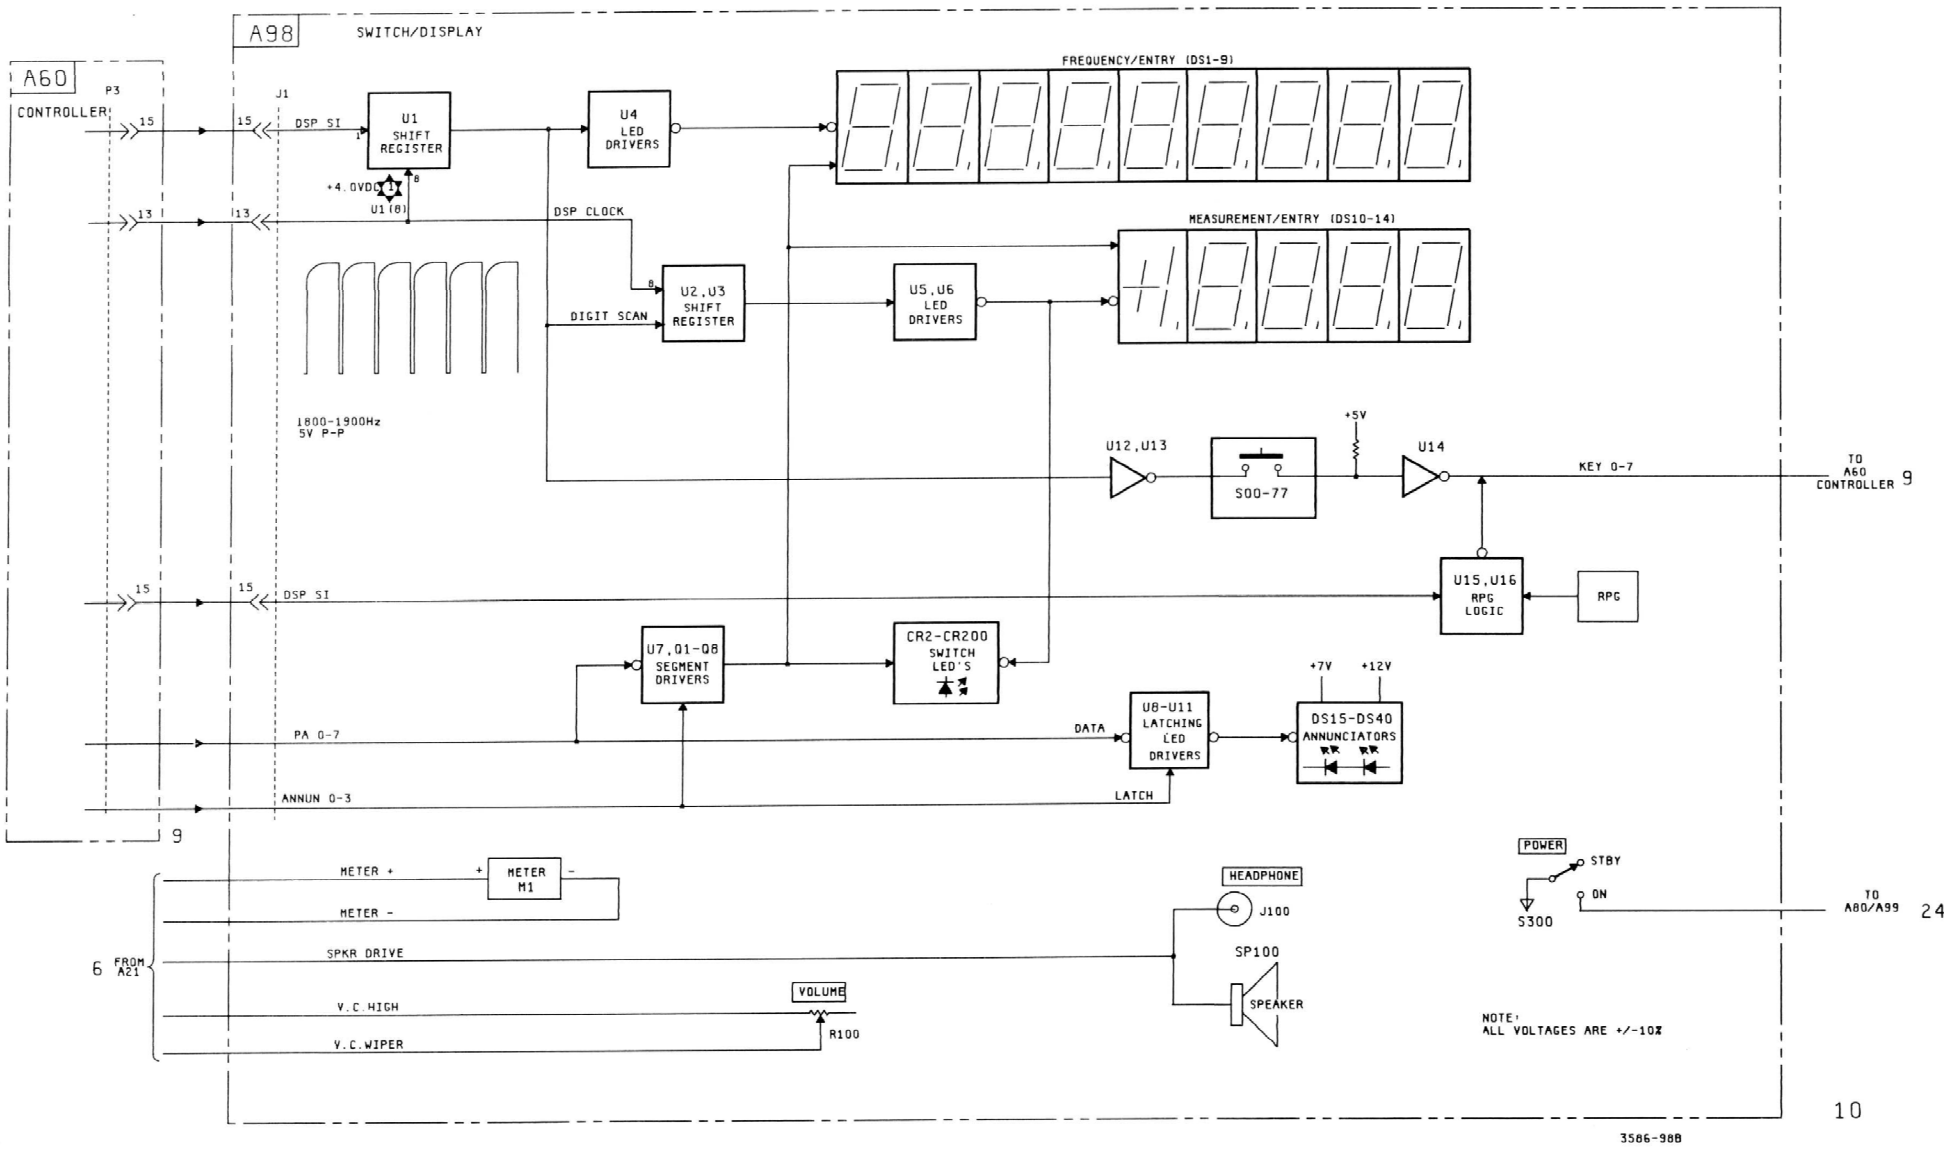 A98
SWITCH/DISPLAY
A60
CONTROLLER
P3
J1
FREQUENCY/ENTRY (DS1-9)
15
15
DSP SI
1
U1
SHIFT
REGISTER
U4
LED
DRIVERS
+4.0VDC
1
8
U1(8)
13
13
DSP CLOCK
MEASUREMENT/ENTRY (DS10-14)
8
U2,U3
SHIFT
REGISTER
DIGIT SCAN
U5,U6
LED
DRIVERS
1800-1900Hz
5V P-P
+5V
U12,U13
S00-77
U14
KEY 0-7
TO
A60
CONTROLLER
9
15
15
DSP SI
U15,U16
RPG
LOGIC
RPG
U7,Q1-Q8
SEGMENT
DRIVERS
CR2-CR200
SWITCH
LED'S
+7V
+12V
PA 0-7
DATA
U8-U11
LATCHING
LED
DRIVERS
DS15-DS40
ANNUNCIATORS
ANNUN 0-3
LATCH
9
METER +
+
METER
M1
-
METER -
HEADPHONE
J100
POWER
STBY
ON
S300
TO
A80/A99
24
6
FROM
A21
SPKR DRIVE
SP100
SPEAKER
V.C.HIGH
VOLUME
R100
V.C.WIPER
NOTE:
ALL VOLTAGES ARE +/-10%
10
3586-98B